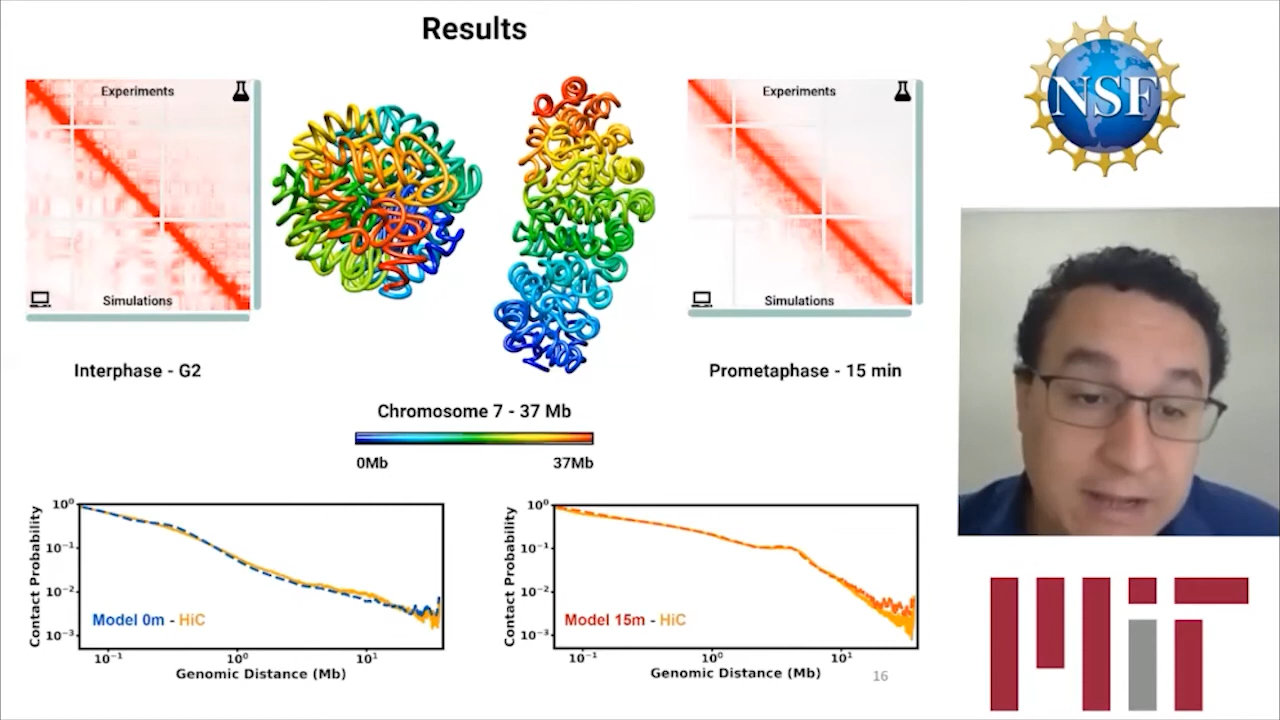 Results
Experiments
Simulations
Interphase - G2
Experiments
Simulations
Prometaphase - 15 min
Chromosome 7 - 37 Mb
0Mb
37Mb
Contact Probability
10⁰
10⁻¹
10⁻²
10⁻³
Model 0m - HiC
10⁻¹
10⁰
10¹
Genomic Distance (Mb)
Contact Probability
10⁰
10⁻¹
10⁻²
10⁻³
Model 15m - HiC
10⁻¹
10⁰
10¹
Genomic Distance (Mb)
16
NSF
MiT